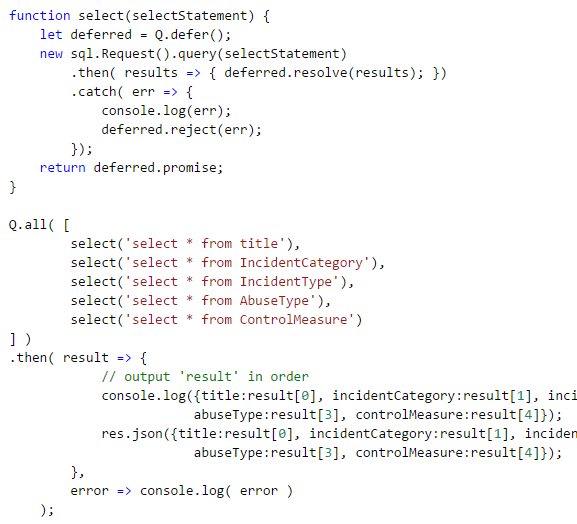 function select(selectStatement) {
    let deferred = Q.defer();
    new sql.Request().query(selectStatement)
        .then( results => { deferred.resolve(results); })
        .catch( err => {
            console.log(err);
            deferred.reject(err);
        });
    return deferred.promise;
}

Q.all( [
        select('select * from title'),
        select('select * from IncidentCategory'),
        select('select * from IncidentType'),
        select('select * from AbuseType'),
        select('select * from ControlMeasure')
] )
.then( result => {
            // output 'result' in order
            console.log({title:result[0], incidentCategory:result[1], inci
                        abuseType:result[3], controlMeasure:result[4]});
            res.json({title:result[0], incidentCategory:result[1], inciden
                        abuseType:result[3], controlMeasure:result[4]});
        },
        error => console.log( error )
    );